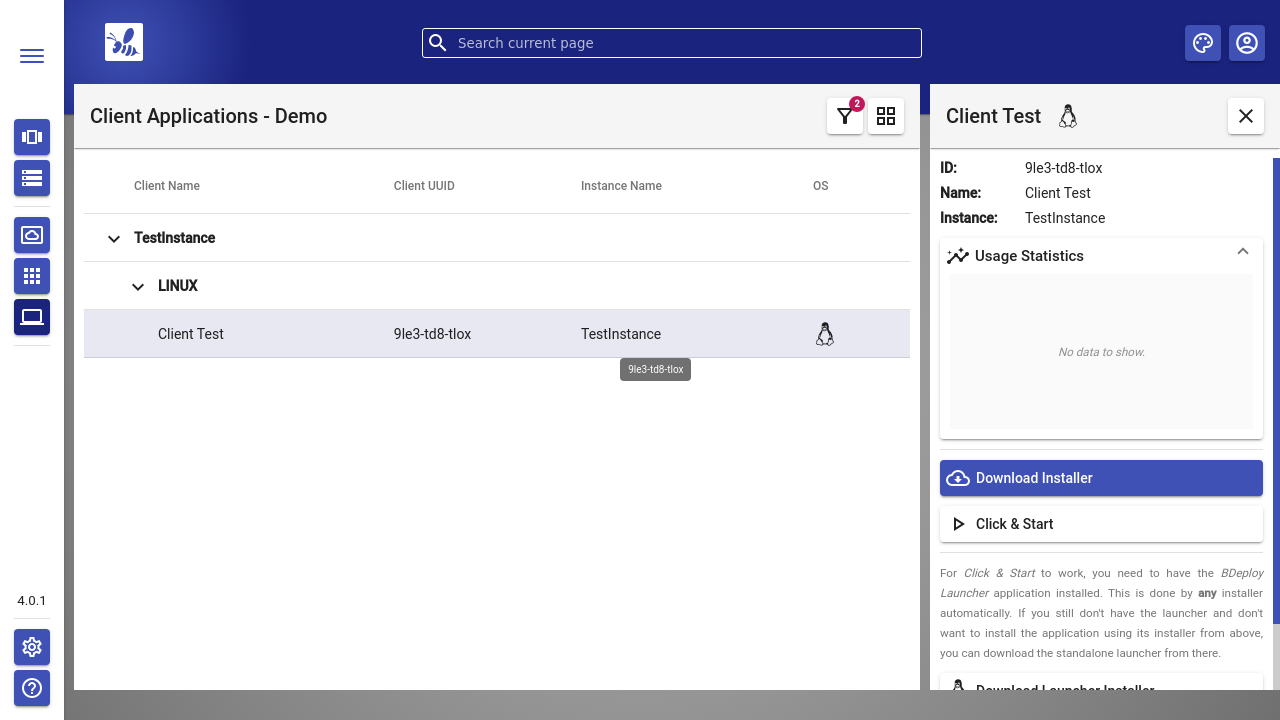 Search current page
Client Applications - Demo
2
Client Test
Client Name
Client UUID
Instance Name
OS
TestInstance
LINUX
Client Test
9le3-td8-tlox
TestInstance
9le3-td8-tlox
ID:
9le3-td8-tlox
Name:
Client Test
Instance:
TestInstance
Usage Statistics
No data to show.
Download Installer
Click & Start
For Click & Start to work, you need to have the BDeploy
Launcher application installed. This is done by any installer
automatically. If you still don't have the launcher and don't
want to install the application using its installer from above,
you can download the standalone launcher from there.
Download Launcher Installer
4.0.1